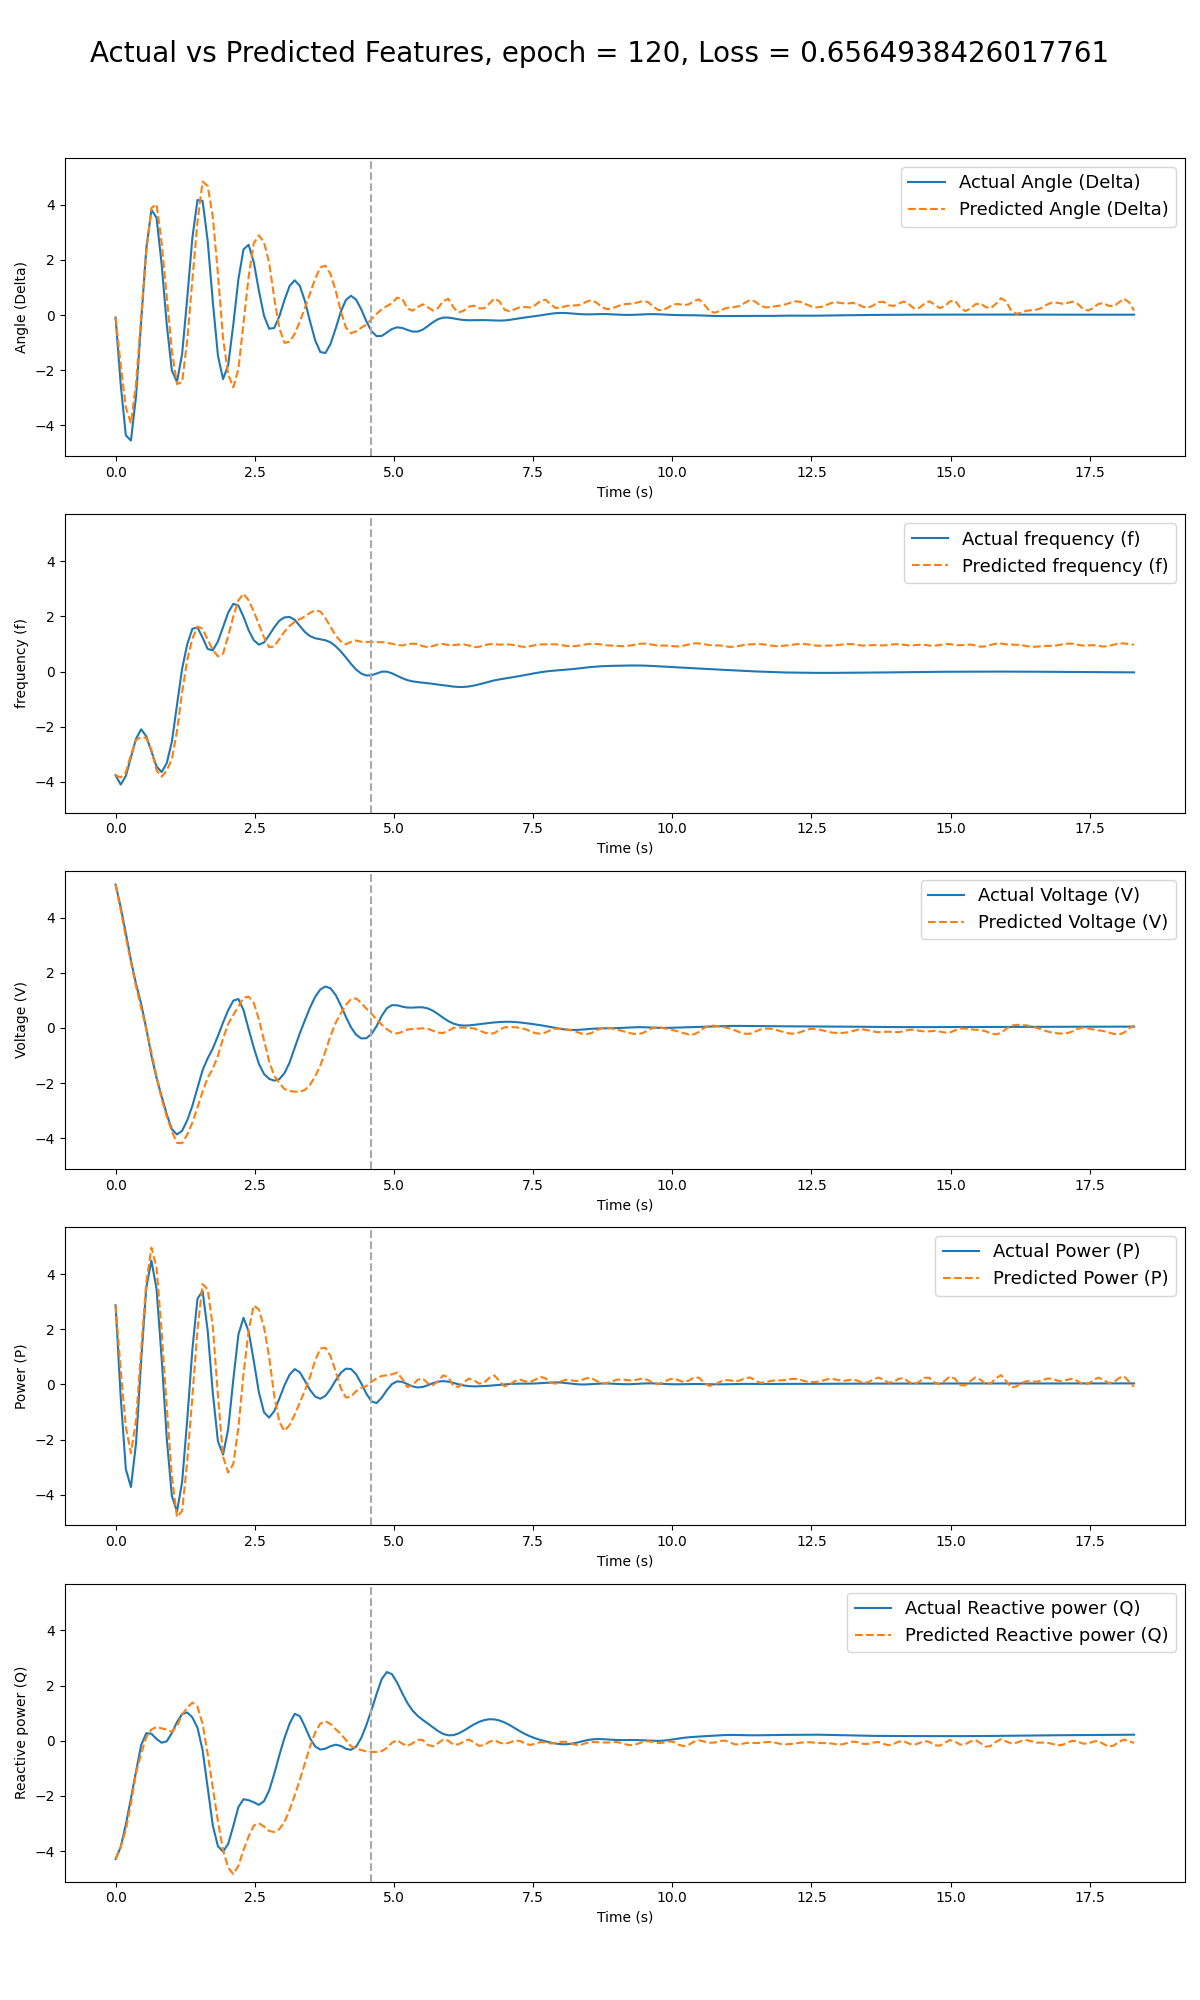 Actual vs Predicted Features, epoch = 120, Loss = 0.6564938426017761
Actual Angle (Delta)
Predicted Angle (Delta)
Angle (Delta)
4
2
0
−2
−4
0.0 2.5 5.0 7.5 10.0 12.5 15.0 17.5
Time (s)
Actual frequency (f)
Predicted frequency (f)
frequency (f)
4
2
0
−2
−4
0.0 2.5 5.0 7.5 10.0 12.5 15.0 17.5
Time (s)
Actual Voltage (V)
Predicted Voltage (V)
Voltage (V)
4
2
0
−2
−4
0.0 2.5 5.0 7.5 10.0 12.5 15.0 17.5
Time (s)
Actual Power (P)
Predicted Power (P)
Power (P)
4
2
0
−2
−4
0.0 2.5 5.0 7.5 10.0 12.5 15.0 17.5
Time (s)
Actual Reactive power (Q)
Predicted Reactive power (Q)
Reactive power (Q)
4
2
0
−2
−4
0.0 2.5 5.0 7.5 10.0 12.5 15.0 17.5
Time (s)